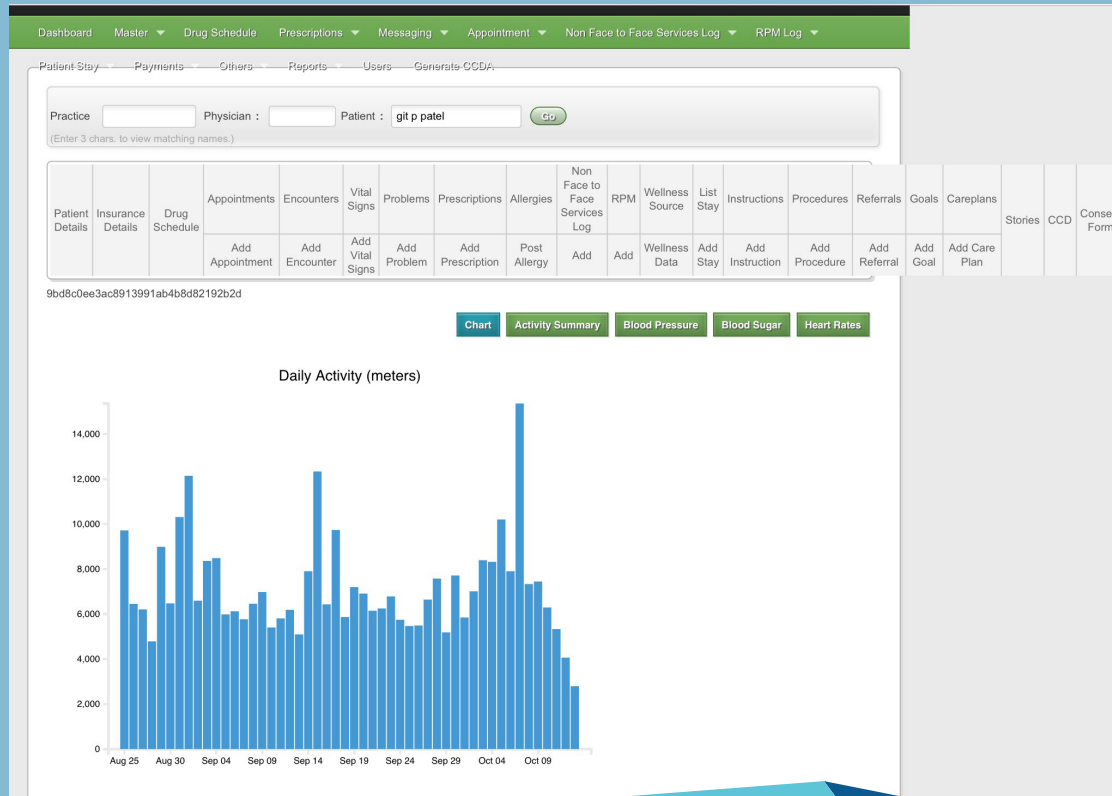 Dashboard Master Drug Schedule Prescriptions Messaging Appointment Non Face to Face Services Log RPM Log
Patient Stay Payments Others Reports Users Generate CCDA
Practice Physician : Patient : git p patel Go
(Enter 3 chars. to view matching names.)
Patient Details
Insurance Details
Drug Schedule
Appointments
Encounters
Vital Signs
Problems
Prescriptions
Allergies
Non Face to Face Services Log
RPM
Wellness Source
List Stay
Instructions
Procedures
Referrals
Goals
Careplans
Stories
CCD
Conse
Form
Add Appointment
Add Encounter
Add Vital Signs
Add Problem
Add Prescription
Post Allergy
Add
Add
Wellness Data
Add Stay
Add Instruction
Add Procedure
Add Referral
Add Goal
Add Care Plan
9bd8c0ee3ac8913991ab4b8d82192b2d
Chart Activity Summary Blood Pressure Blood Sugar Heart Rates
Daily Activity (meters)
14,000
12,000
10,000
8,000
6,000
4,000
2,000
0
Aug 25 Aug 30 Sep 04 Sep 09 Sep 14 Sep 19 Sep 24 Sep 29 Oct 04 Oct 09